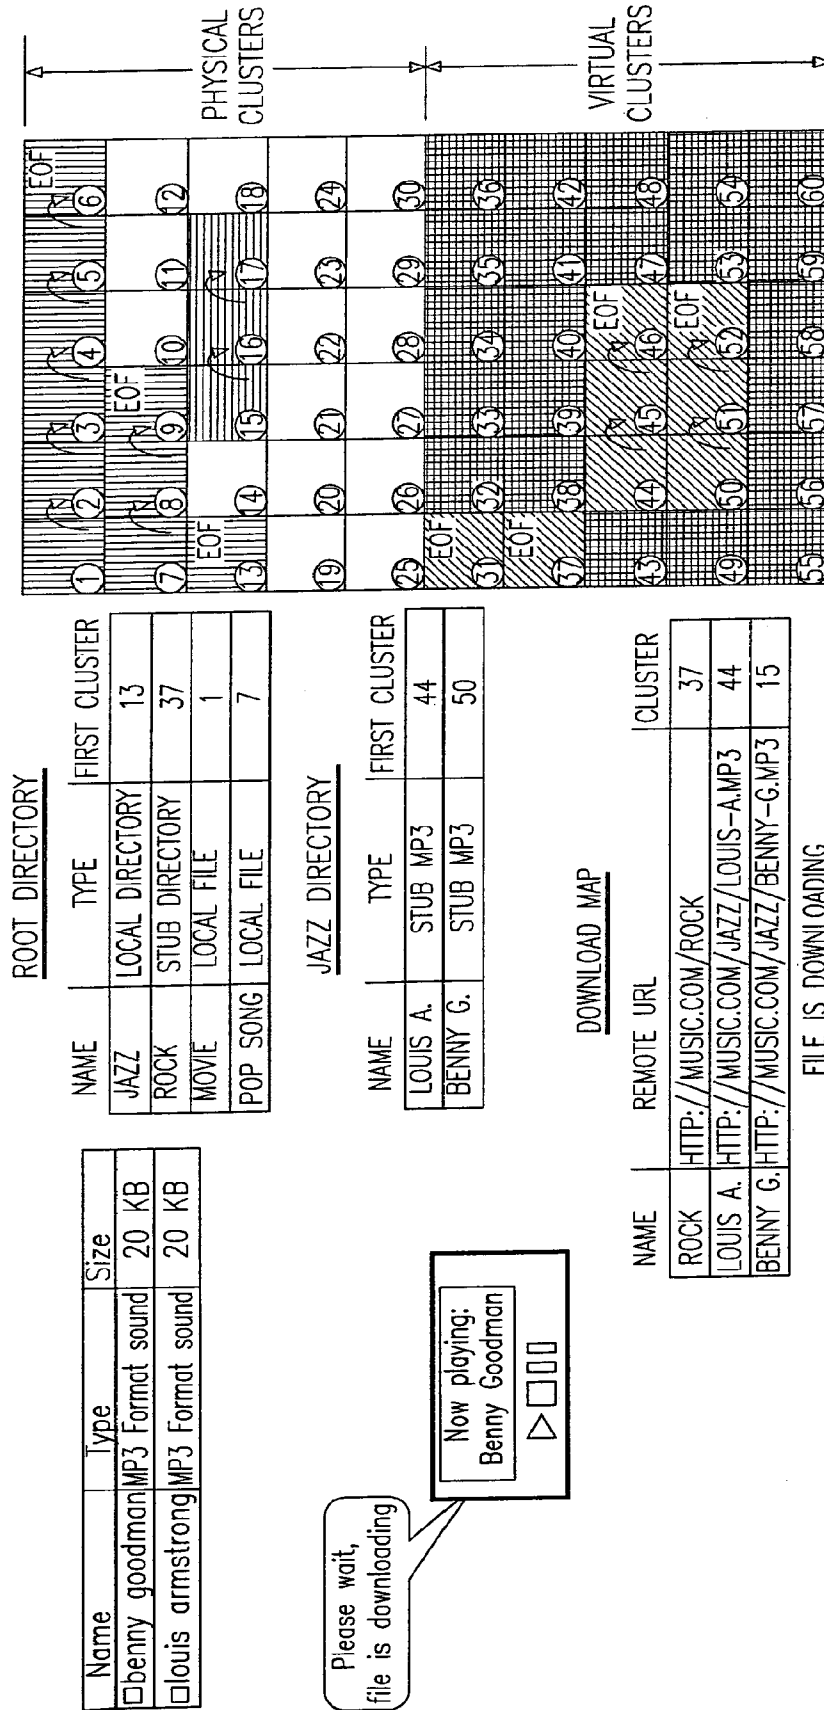 Name Type Size
benny goodman MP3 Format sound 20 KB
louis armstrong MP3 Format sound 20 KB
Please wait,
file is downloading
Now playing:
Benny Goodman
ROOT DIRECTORY
NAME TYPE FIRST CLUSTER
JAZZ LOCAL DIRECTORY 13
ROCK STUB DIRECTORY 37
MOVIE LOCAL FILE 1
POP SONG LOCAL FILE 7
JAZZ DIRECTORY
NAME TYPE FIRST CLUSTER
LOUIS A. STUB MP3 44
BENNY G. STUB MP3 50
DOWNLOAD MAP
NAME REMOTE URL CLUSTER
ROCK HTTP://MUSIC.COM/ROCK 37
LOUIS A. HTTP://MUSIC.COM/JAZZ/LOUIS-A.MP3 44
BENNY G. HTTP://MUSIC.COM/JAZZ/BENNY-G.MP3 15
FILE IS DOWNLOADING
EOF
1 2 3 4 5 6
EOF
7 8 9 10 11 12
EOF
13 14 15 16 17 18
19 20 21 22 23 24
25 26 27 28 29 30
EOF
31 32 33 34 35 36
EOF
37 38 39 40 41 42
EOF
43 44 45 46 47 48
EOF
49 50 51 52 53 54
55 56 57 58 59 60
PHYSICAL
CLUSTERS
VIRTUAL
CLUSTERS